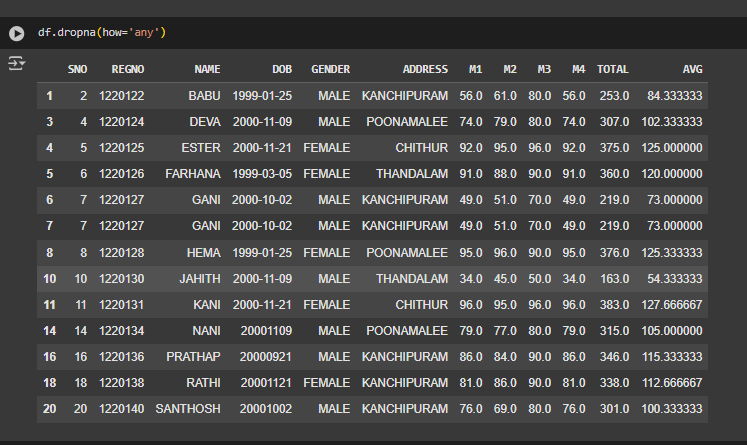 df.dropna(how='any')
SNO REGNO NAME DOB GENDER ADDRESS M1 M2 M3 M4 TOTAL AVG
1 2 1220122 BABU 1999-01-25 MALE KANCHIPURAM 56.0 61.0 80.0 56.0 253.0 84.333333
3 4 1220124 DEVA 2000-11-09 MALE POONAMALEE 74.0 79.0 80.0 74.0 307.0 102.333333
4 5 1220125 ESTER 2000-11-21 FEMALE CHITHUR 92.0 95.0 96.0 92.0 375.0 125.000000
5 6 1220126 FARHANA 1999-03-05 FEMALE THANDALAM 91.0 88.0 90.0 91.0 360.0 120.000000
6 7 1220127 GANI 2000-10-02 MALE KANCHIPURAM 49.0 51.0 70.0 49.0 219.0 73.000000
7 7 1220127 GANI 2000-10-02 MALE KANCHIPURAM 49.0 51.0 70.0 49.0 219.0 73.000000
8 8 1220128 HEMA 1999-01-25 FEMALE POONAMALEE 95.0 96.0 90.0 95.0 376.0 125.333333
10 10 1220130 JAHITH 2000-11-09 MALE THANDALAM 34.0 45.0 50.0 34.0 163.0 54.333333
11 11 1220131 KANI 2000-11-21 FEMALE CHITHUR 96.0 95.0 96.0 96.0 383.0 127.666667
14 14 1220134 NANI 20001109 MALE POONAMALEE 79.0 77.0 80.0 79.0 315.0 105.000000
16 16 1220136 PRATHAP 20000921 MALE KANCHIPURAM 86.0 84.0 90.0 86.0 346.0 115.333333
18 18 1220138 RATHI 20001121 FEMALE KANCHIPURAM 81.0 86.0 90.0 81.0 338.0 112.666667
20 20 1220140 SANTHOSH 20001002 MALE KANCHIPURAM 76.0 69.0 80.0 76.0 301.0 100.333333